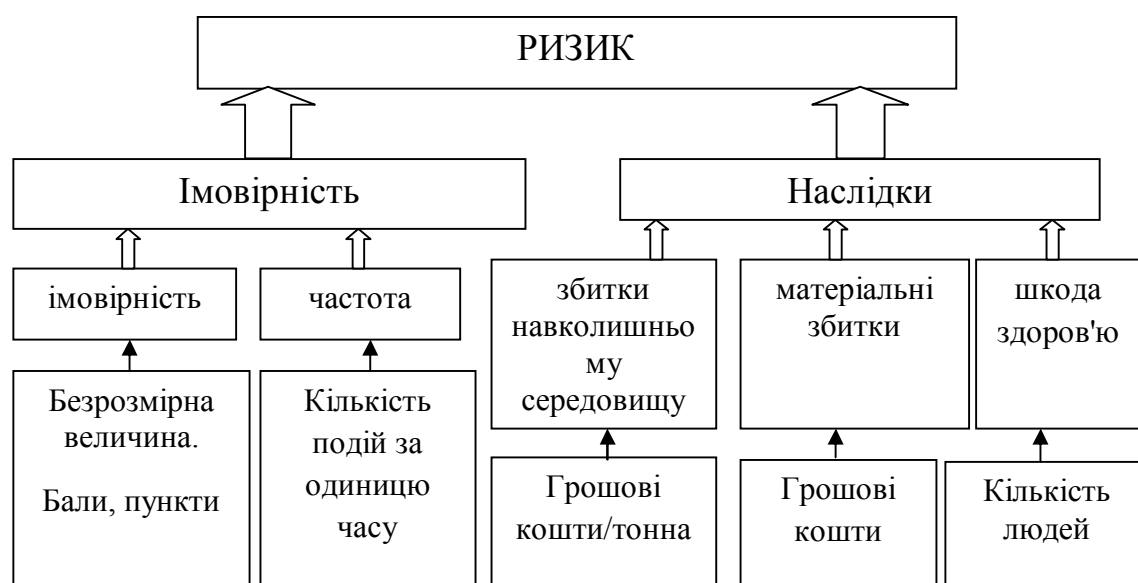 РИЗИК
Імовірність
Наслідки
імовірність
частота
збитки
навколишньо
му
середовищу
матеріальні
збитки
шкода
здоров'ю
Безрозмірна
величина.
Бали, пункти
Кількість
подій за
одиницю
часу
Грошові
кошти/тонна
Грошові
кошти
Кількість
людей